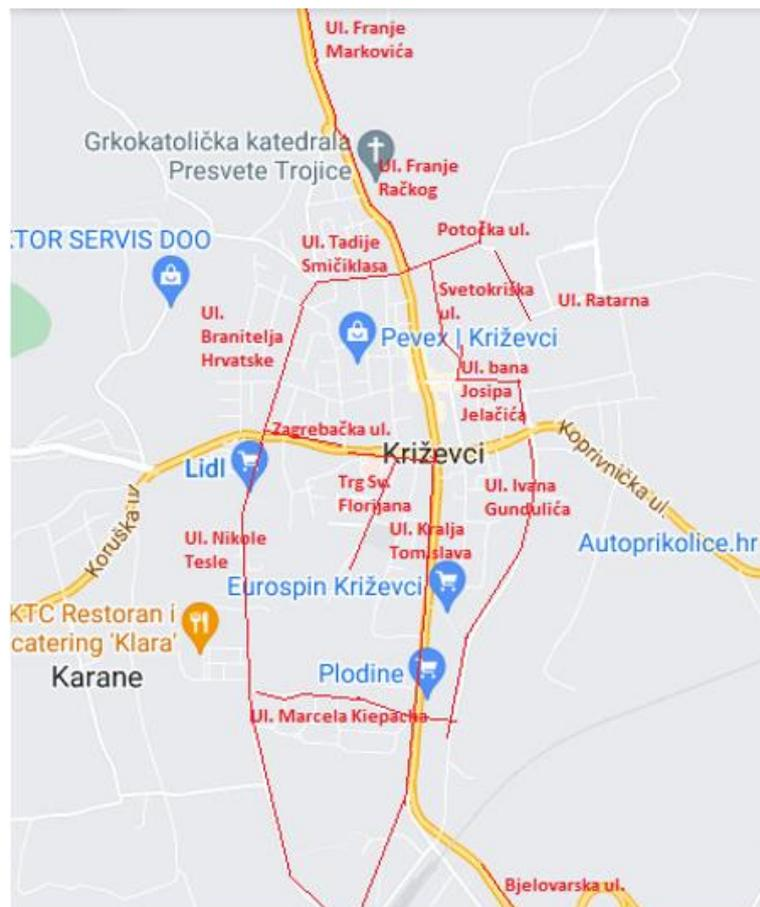 Ul. Franje
Markovića
Grkokatolička katedrala
Presvete Trojice
Ul. Franje
Račkog
Potočka ul.
TOR SERVIS DOO
Ul. Tadije
Smičiklasa
Svetokriška
ul.
Ul. Ratarna
Ul.
Branitelja
Hrvatske
Pevex | Križevci
Ul. bana
Josipa
Jelačića
Zagrebačka ul.
Križevci
Koprivnička ul.
Lidl
Trg Sv.
Florijana
Ul. Ivana
Gundulića
Koruška ul.
Ul. Nikole
Tesle
Ul. Kralja
Tomislava
Autoprikolice.hr
Eurospin Križevci
KTC Restoran i
catering 'Klara'
Karane
Plodine
Ul. Marcela Kiepacha
Bjelovarska ul.